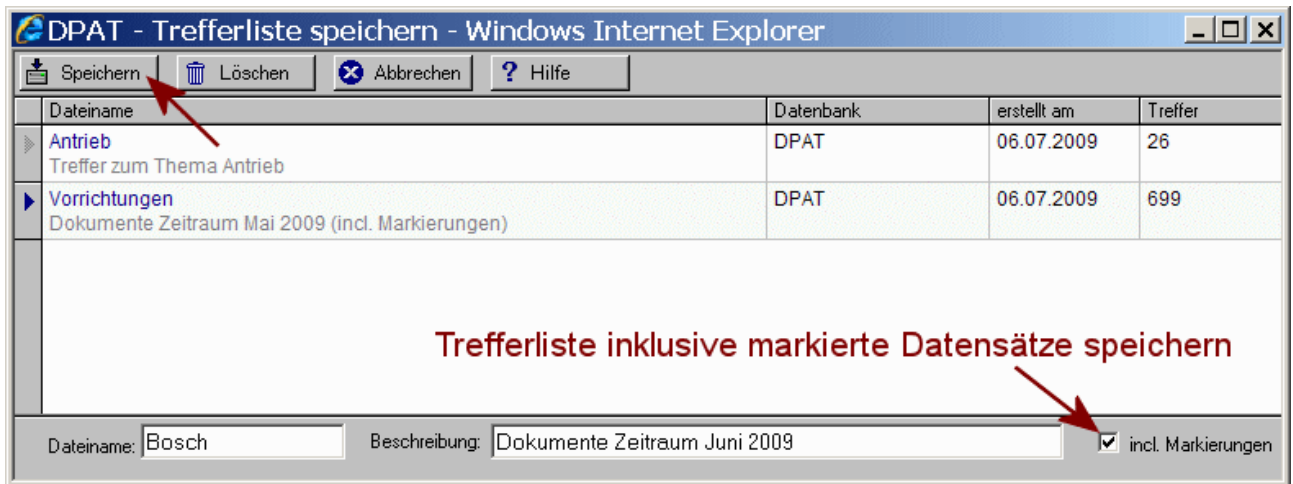 DPAT - Trefferliste speichern - Windows Internet Explorer
Speichern Löschen Abbrechen ? Hilfe
Dateiname Datenbank erstellt am Treffer
Antrieb DPAT 06.07.2009 26
Treffer zum Thema Antrieb
Vorrichtungen DPAT 06.07.2009 699
Dokumente Zeitraum Mai 2009 (incl. Markierungen)
Trefferliste inklusive markierte Datensätze speichern
Dateiname: Bosch Beschreibung: Dokumente Zeitraum Juni 2009 incl. Markierungen